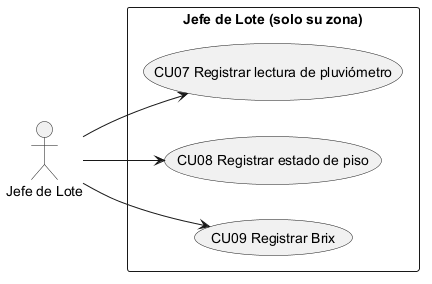 Jefe de Lote (solo su zona)
CU07 Registrar lectura de pluviómetro
CU08 Registrar estado de piso
Jefe de Lote
CU09 Registrar Brix